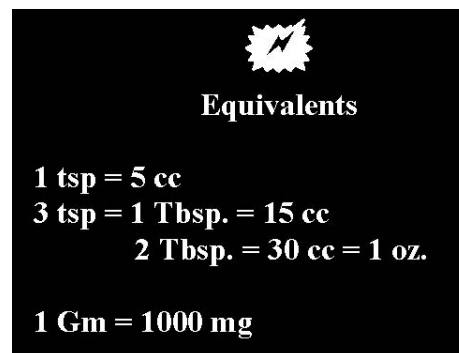 Equivalents
1 tsp = 5 cc
3 tsp = 1 Tbsp. = 15 cc
2 Tbsp. = 30 cc = 1 oz.
1 Gm = 1000 mg